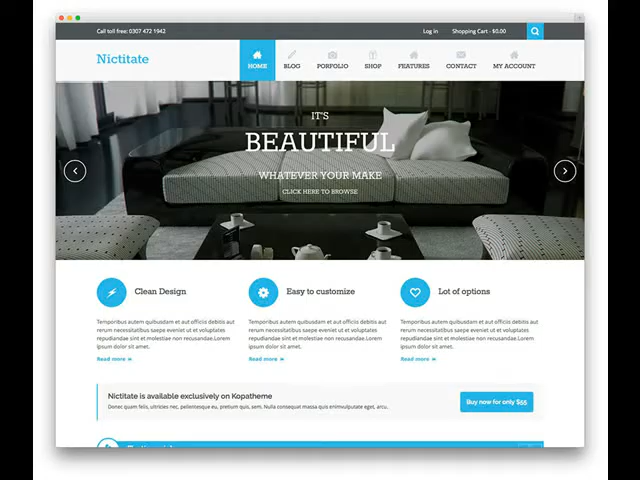 Call toll free: 0307 472 1942
Log in
Shopping Cart - $0.00
Nictitate
HOME
BLOG
PORFOLIO
SHOP
FEATURES
CONTACT
MY ACCOUNT
IT'S
BEAUTIFUL
WHATEVER YOUR MAKE
CLICK HERE TO BROWSE
Clean Design
Temporibus autem quibusdam et aut officiis debitis aut
rerum necessitatibus saepe eveniet ut et voluptates
repudiandae sint et molestiae non recusandae.Lorem
ipsum dolor sit amet.
Read more
Easy to customize
Temporibus autem quibusdam et aut officiis debitis aut
rerum necessitatibus saepe eveniet ut et voluptates
repudiandae sint et molestiae non recusandae.Lorem
ipsum dolor sit amet.
Read more
Lot of options
Temporibus autem quibusdam et aut officiis debitis aut
rerum necessitatibus saepe eveniet ut et voluptates
repudiandae sint et molestiae non recusandae.Lorem
ipsum dolor sit amet.
Read more
Nictitate is available exclusively on Kopatheme
Donec quam felis, ultricies nec, pellentesque eu, pretium quis, sem. Nulla consequat massa quis enimvulputate eget, arcu..
Buy now for only $55